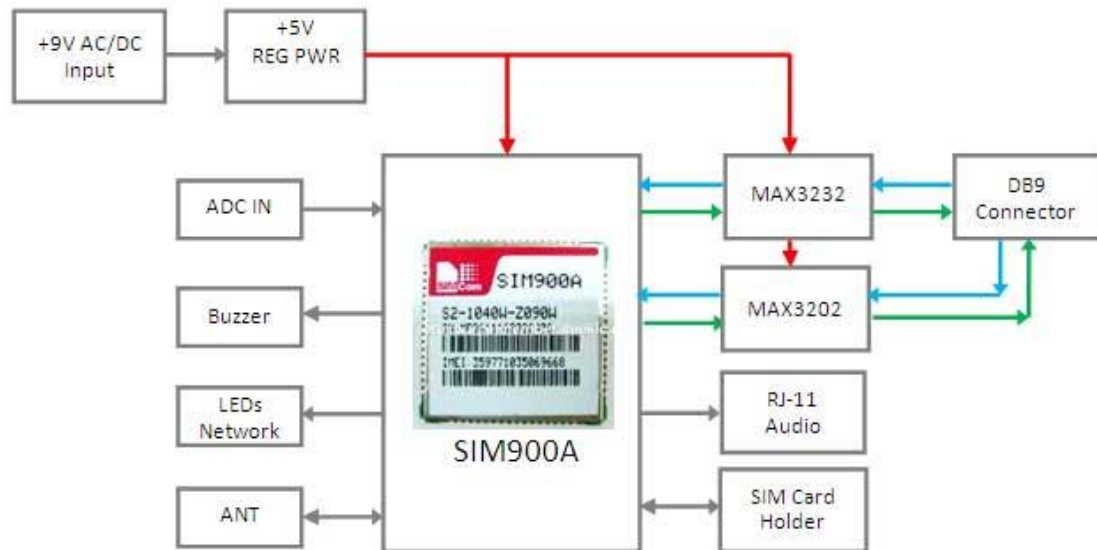 +9V AC/DC
Input
+5V
REG PWR
ADC IN
Buzzer
LEDs
Network
ANT
SIMCom
SIM900A
S2-1040W-Z090W
IMEI:359771035069668
SIM900A
MAX3232
MAX3202
DB9
Connector
RJ-11
Audio
SIM Card
Holder